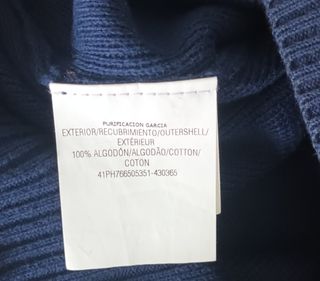 PURIFICACION GARCIA
EXTERIOR/RECUBRIMIENTO/OUTERSHELL/
EXTÉRIEUR
100% ALGODÓN/ALGODÃO/COTTON/
COTON
41PH766505351-430365